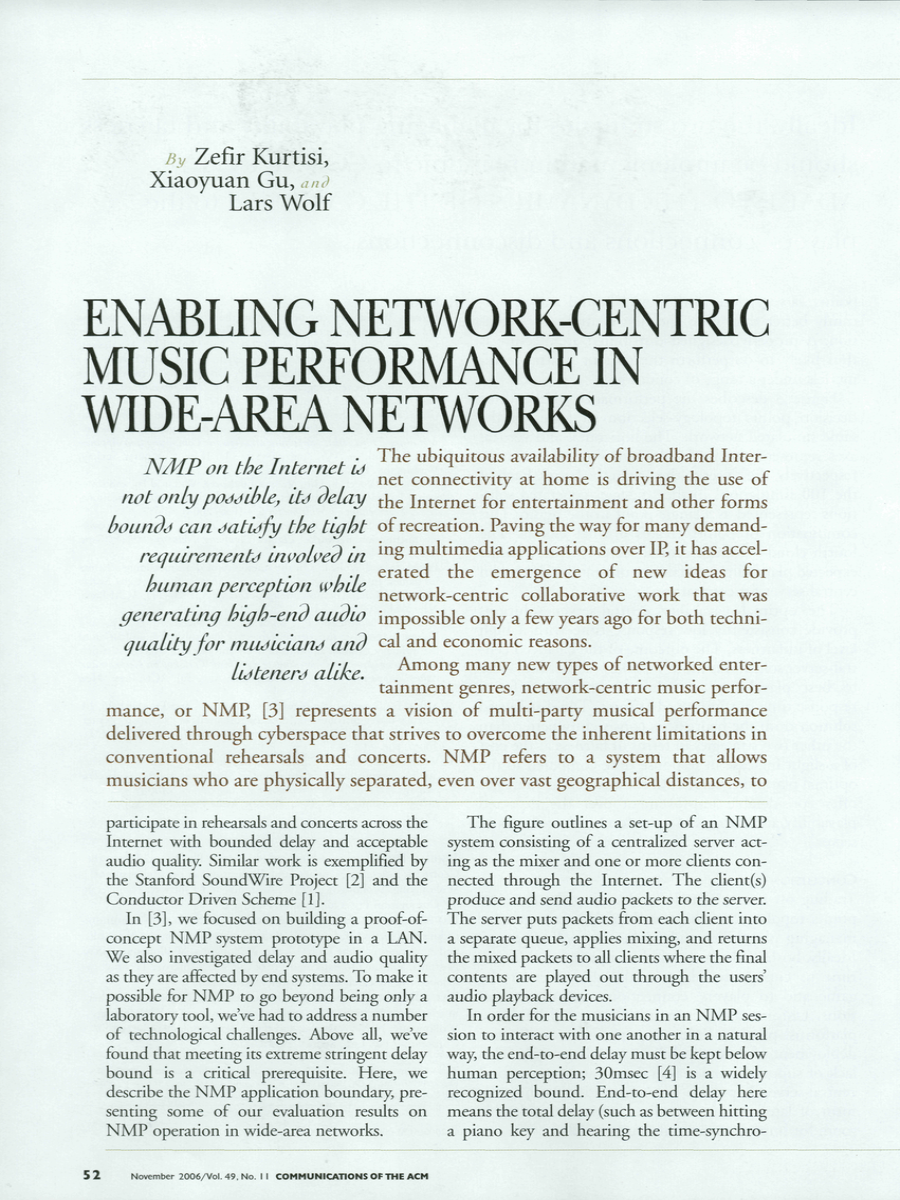 By Zefir Kurtisi,
Xiaoyuan Gu, and
Lars Wolf
ENABLING NETWORK-CENTRIC
MUSIC PERFORMANCE IN
WIDE-AREA NETWORKS
NMP on the Internet is
not only possible, its delay
bounds can satisfy the tight
requirements involved in
human perception while
generating high-end audio
quality for musicians and
listeners alike.
The ubiquitous availability of broadband Inter-
net connectivity at home is driving the use of
the Internet for entertainment and other forms
of recreation. Paving the way for many demand-
ing multimedia applications over IP, it has accel-
erated the emergence of new ideas for
network-centric collaborative work that was
impossible only a few years ago for both techni-
cal and economic reasons.
Among many new types of networked enter-
tainment genres, network-centric music perfor-
mance, or NMP, [3] represents a vision of multi-party musical performance
delivered through cyberspace that strives to overcome the inherent limitations in
conventional rehearsals and concerts. NMP refers to a system that allows
musicians who are physically separated, even over vast geographical distances, to
participate in rehearsals and concerts across the
Internet with bounded delay and acceptable
audio quality. Similar work is exemplified by
the Stanford SoundWire Project [2] and the
Conductor Driven Scheme [1].
In [3], we focused on building a proof-of-
concept NMP system prototype in a LAN.
We also investigated delay and audio quality
as they are affected by end systems. To make it
possible for NMP to go beyond being only a
laboratory tool, we've had to address a number
of technological challenges. Above all, we've
found that meeting its extreme stringent delay
bound is a critical prerequisite. Here, we
describe the NMP application boundary, pre-
senting some of our evaluation results on
NMP operation in wide-area networks.
The figure outlines a set-up of an NMP
system consisting of a centralized server act-
ing as the mixer and one or more clients con-
nected through the Internet. The client(s)
produce and send audio packets to the server.
The server puts packets from each client into
a separate queue, applies mixing, and returns
the mixed packets to all clients where the final
contents are played out through the users'
audio playback devices.
In order for the musicians in an NMP ses-
sion to interact with one another in a natural
way, the end-to-end delay must be kept below
human perception; 30msec [4] is a widely
recognized bound. End-to-end delay here
means the total delay (such as between hitting
a piano key and hearing the time-synchro-
52 November 2006/Vol. 49, No. 11 COMMUNICATIONS OF THE ACM